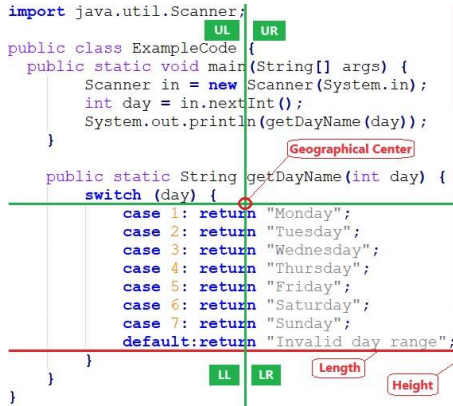 import java.util.Scanner;
UL UR
public class ExampleCode {
public static void main(String[] args) {
Scanner in = new Scanner(System.in);
int day = in.nextInt();
System.out.println(getDayName(day));
}
Geographical Center
public static String getDayName(int day) {
switch (day) {
case 1: return "Monday";
case 2: return "Tuesday";
case 3: return "Wednesday";
case 4: return "Thursday";
case 5: return "Friday";
case 6: return "Saturday";
case 7: return "Sunday";
default:return "Invalid day range";
}
Length
LL LR
Height
}
}